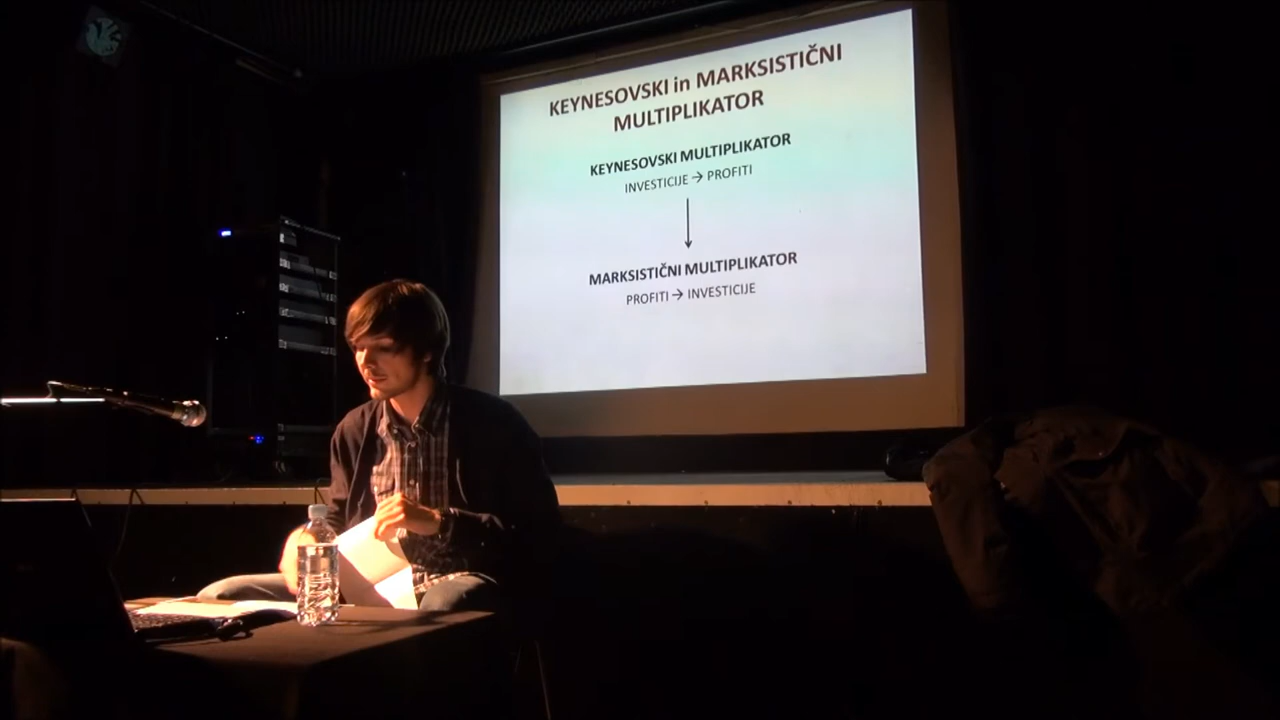 KEYNESOVSKI in MARKSISTIČNI
MULTIPLIKATOR
KEYNESOVSKI MULTIPLIKATOR
INVESTICIJE → PROFITI
MARKSISTIČNI MULTIPLIKATOR
PROFITI → INVESTICIJE